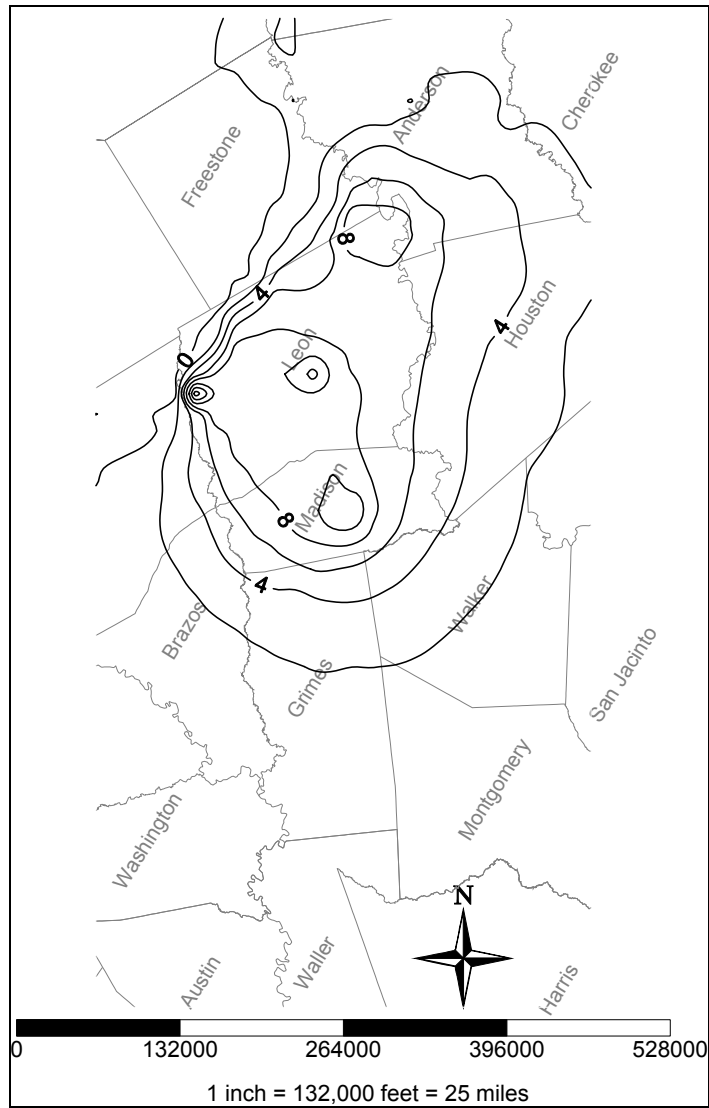 Cherokee
Anderson
Freestone
8
4
Houston
4
Leon
0
Madison
8
4
Walker
Brazos
San Jacinto
Grimes
Montgomery
Washington
N
Waller
Austin
Harris
0 132000 264000 396000 528000
1 inch = 132,000 feet = 25 miles